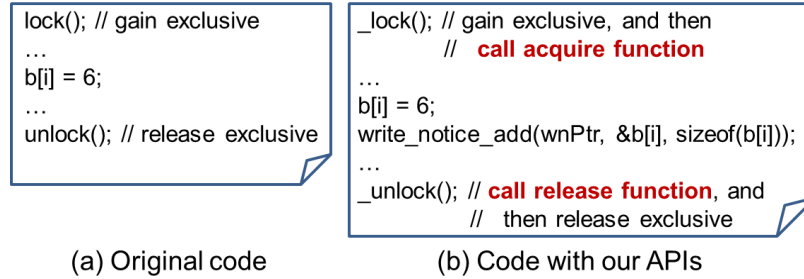 lock(); // gain exclusive
…
b[i] = 6;
…
unlock(); // release exclusive
(a) Original code
_lock(); // gain exclusive, and then
// call acquire function
…
b[i] = 6;
write_notice_add(wnPtr, &b[i], sizeof(b[i]));
…
_unlock(); // call release function, and
// then release exclusive
(b) Code with our APIs